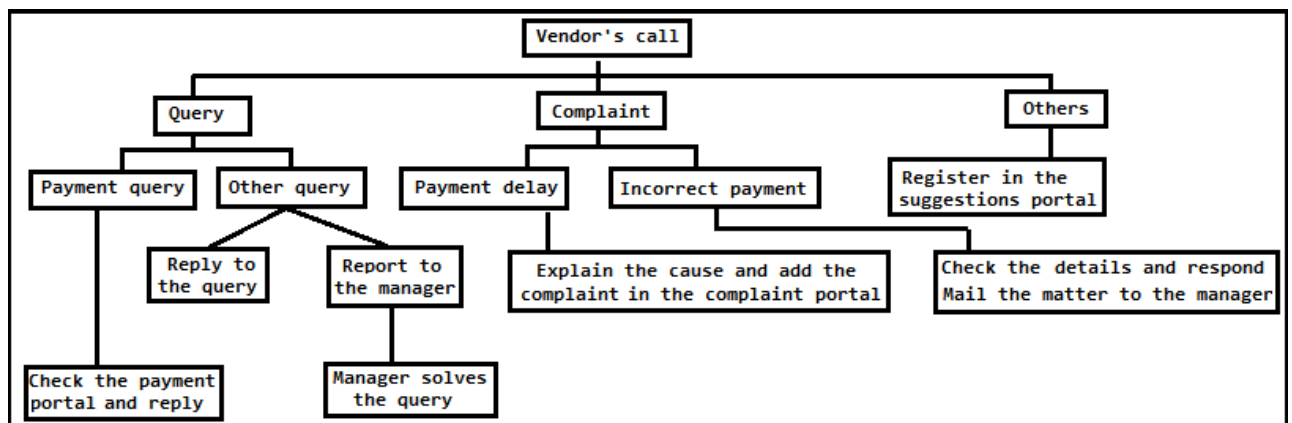 Vendor's call
Query
Complaint
Others
Payment query
Other query
Payment delay
Incorrect payment
Register in the
suggestions portal
Reply to
the query
Report to
the manager
Explain the cause and add the
complaint in the complaint portal
Check the details and respond
Mail the matter to the manager
Check the payment
portal and reply
Manager solves
the query